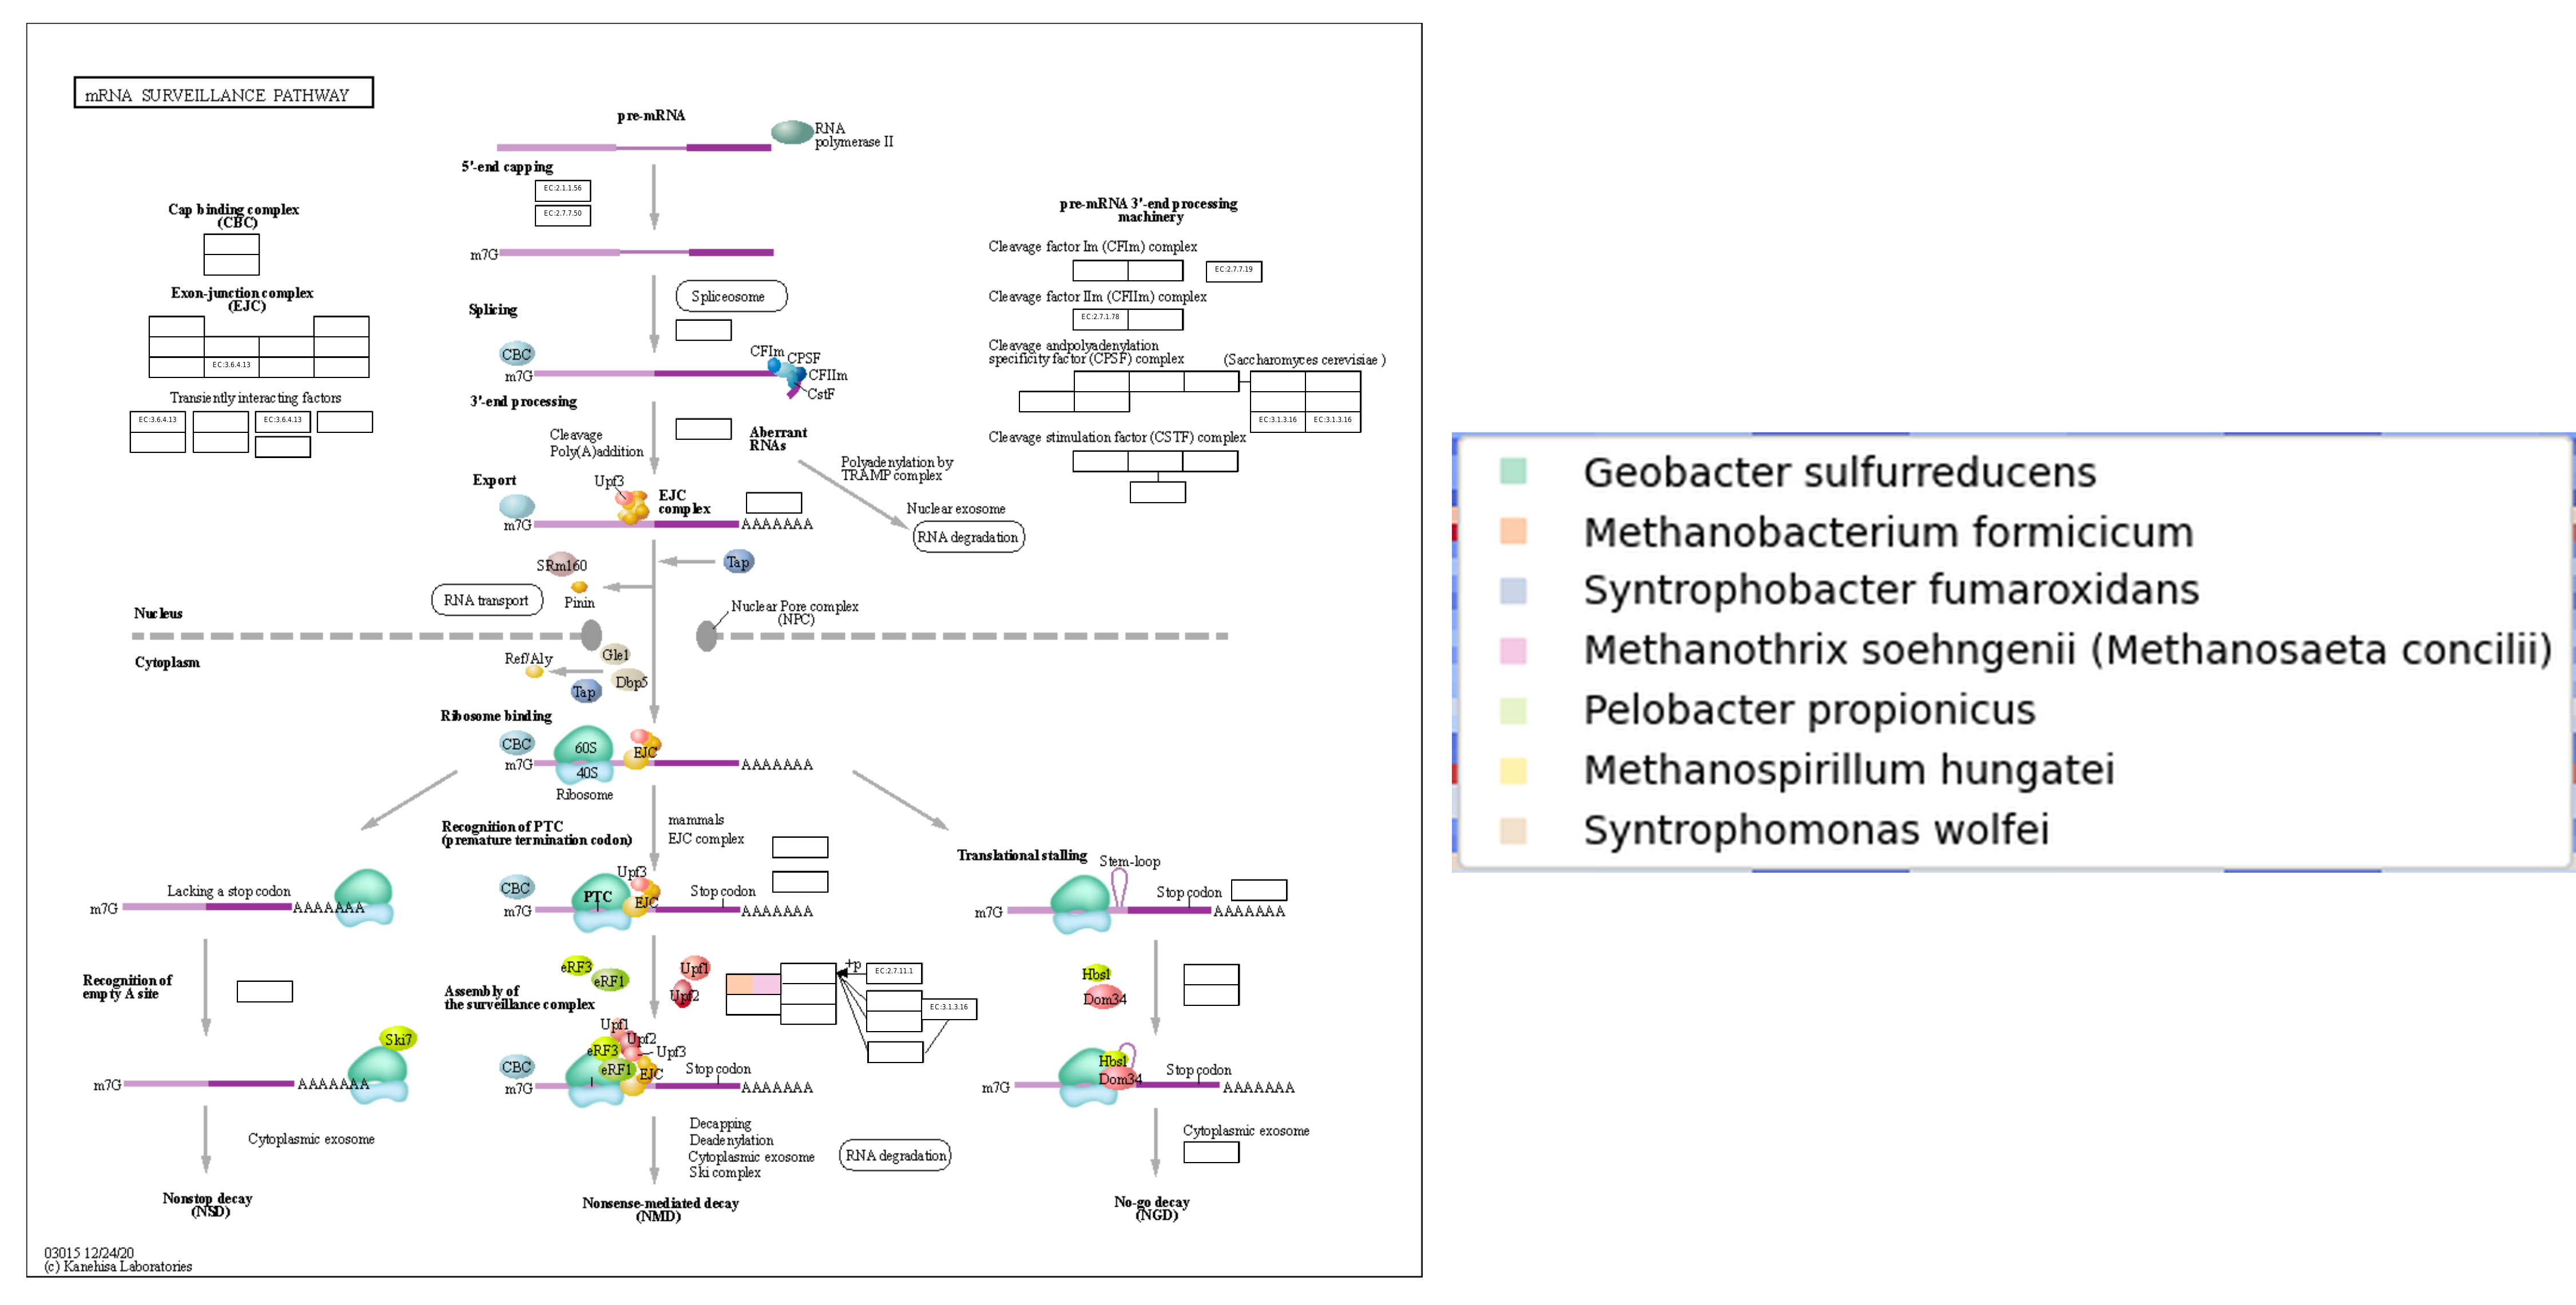 mRNA SURVEILLANCE PATHWAY
pre-mRNA
RNA
polymerase II
5'-end capping
EC:2.1.1.56
EC:2.7.7.50
m7G
Cap binding complex
(CBC)
Exon-junction complex
(EJC)
EC:3.6.4.13
Transiently interacting factors
EC:3.6.4.13
EC:3.6.4.13
Splicing
Spliceosome
CBC
m7G
CFIm
CPSF
CFIIm
CstF
3'-end processing
Cleavage
Poly(A)addition
Aberrant
RNAs
Polyadenylation by
TRAMP complex
Nuclear exosome
RNA degradation
pre-mRNA 3'-end processing
machinery
Cleavage factor Im (CFIm) complex
EC:2.7.7.19
Cleavage factor IIm (CFIIm) complex
EC:2.7.1.78
Cleavage andpolyadenylation
specificity factor (CPSF) complex
(Saccharomyces cerevisiae )
EC:3.1.3.16
EC:3.1.3.16
Cleavage stimulation factor (CSTF) complex
Export
Upf3
EJC
complex
m7G
AAAAAAA
SRm160
Tap
RNA transport
Pinin
Nuclear Pore complex
(NPC)
Nucleus
Cytoplasm
Ref/Aly
Gle1
Dbp5
Tap
Ribosome binding
CBC
60S
40S
EJC
m7G
AAAAAAA
Ribosome
Recognition of PTC
(premature termination codon)
mammals
EJC complex
Lacking a stop codon
m7G
AAAAAAA
CBC
PTC
Upf3
EJC
Stop codon
m7G
AAAAAAA
Translational stalling
Stem-loop
Stop codon
m7G
AAAAAAA
Recognition of
empty A site
Ski7
m7G
AAAAAAA
Cytoplasmic exosome
Nonstop decay
(NSD)
eRF3
eRF1
Upf1
Upf2
Assembly of
the surveillance complex
+p
EC:2.7.11.1
EC:3.1.3.16
Upf1
Upf2
eRF3
Upf3
eRF1
EJC
CBC
Stop codon
m7G
AAAAAAA
Decapping
Deadenylation
Cytoplasmic exosome
Ski complex
RNA degradation
Nonsense-mediated decay
(NMD)
Hbs1
Dom34
Hbs1
Dom34
Stop codon
m7G
AAAAAAA
Cytoplasmic exosome
No-go decay
(NGD)
03015 12/24/20
(c) Kanehisa Laboratories
Geobacter sulfurreducens
Methanobacterium formicicum
Syntrophobacter fumaroxidans
Methanothrix soehngenii (Methanosaeta concilii)
Pelobacter propionicus
Methanospirillum hungatei
Syntrophomonas wolfei